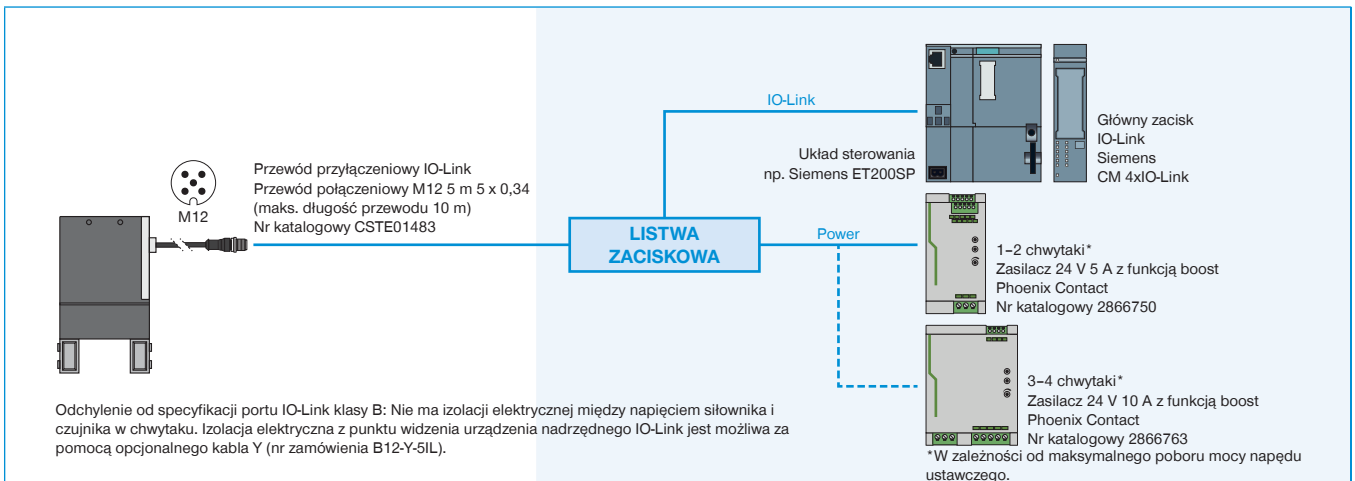 IO-Link
Układ sterowania
np. Siemens ET200SP
Główny zacisk
IO-Link
Siemens
CM 4xIO-Link
M12
Przewód przyłączeniowy IO-Link
Przewód połączeniowy M12 5 m 5 x 0,34
(maks. długość przewodu 10 m)
Nr katalogowy CSTE01483
LISTWA
ZACISKOWA
Power
1–2 chwytaki*
Zasilacz 24 V 5 A z funkcją boost
Phoenix Contact
Nr katalogowy 2866750
3–4 chwytaki*
Zasilacz 24 V 10 A z funkcją boost
Phoenix Contact
Nr katalogowy 2866763
*W zależności od maksymalnego poboru mocy napędu
ustawczego.
Odchylenie od specyfikacji portu IO-Link klasy B: Nie ma izolacji elektrycznej między napięciem siłownika i
czujnika w chwytaku. Izolacja elektryczna z punktu widzenia urządzenia nadrzędnego IO-Link jest możliwa za
pomocą opcjonalnego kabla Y (nr zamówienia B12-Y-5IL).